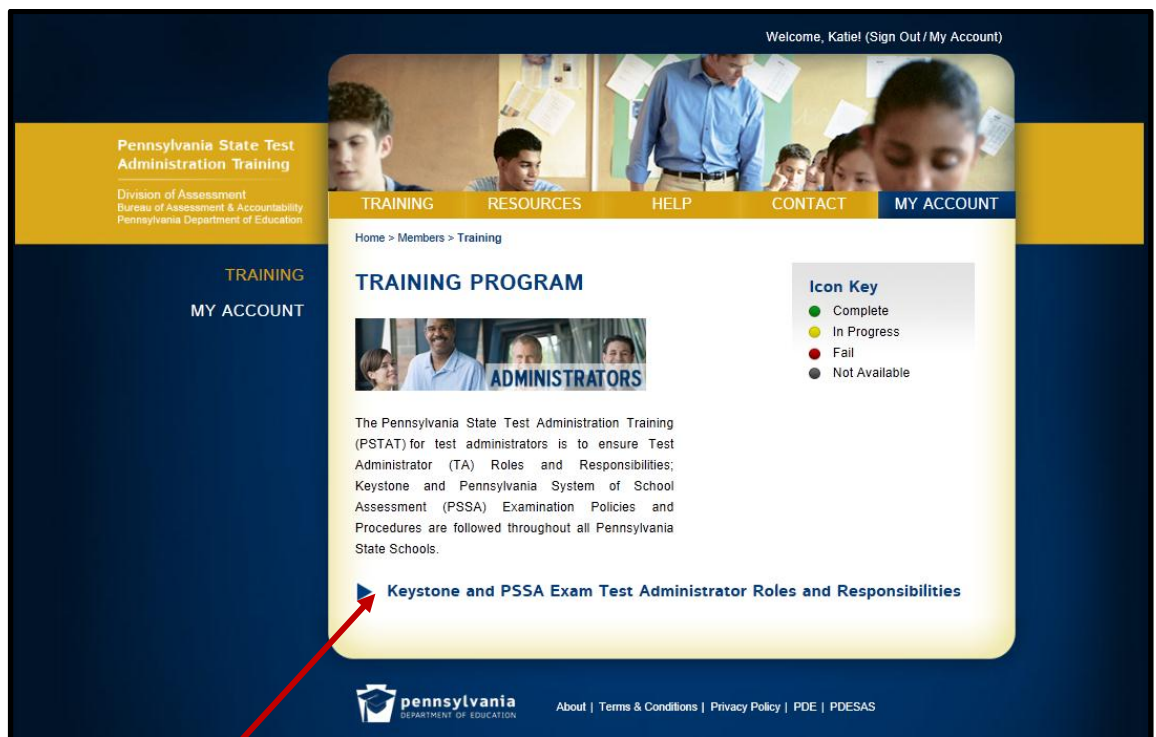 Welcome, Katie! (Sign Out / My Account)
Pennsylvania State Test
Administration Training
Division of Assessment
Bureau of Assessment & Accountability
Pennsylvania Department of Education
TRAINING RESOURCES HELP CONTACT MY ACCOUNT
Home > Members > Training
TRAINING
MY ACCOUNT
TRAINING PROGRAM
ADMINISTRATORS
The Pennsylvania State Test Administration Training
(PSTAT) for test administrators is to ensure Test
Administrator (TA) Roles and Responsibilities;
Keystone and Pennsylvania System of School
Assessment (PSSA) Examination Policies and
Procedures are followed throughout all Pennsylvania
State Schools.
Icon Key
Complete
In Progress
Fail
Not Available
Keystone and PSSA Exam Test Administrator Roles and Responsibilities
pennsylvania
DEPARTMENT OF EDUCATION
About | Terms & Conditions | Privacy Policy | PDE | PDESAS